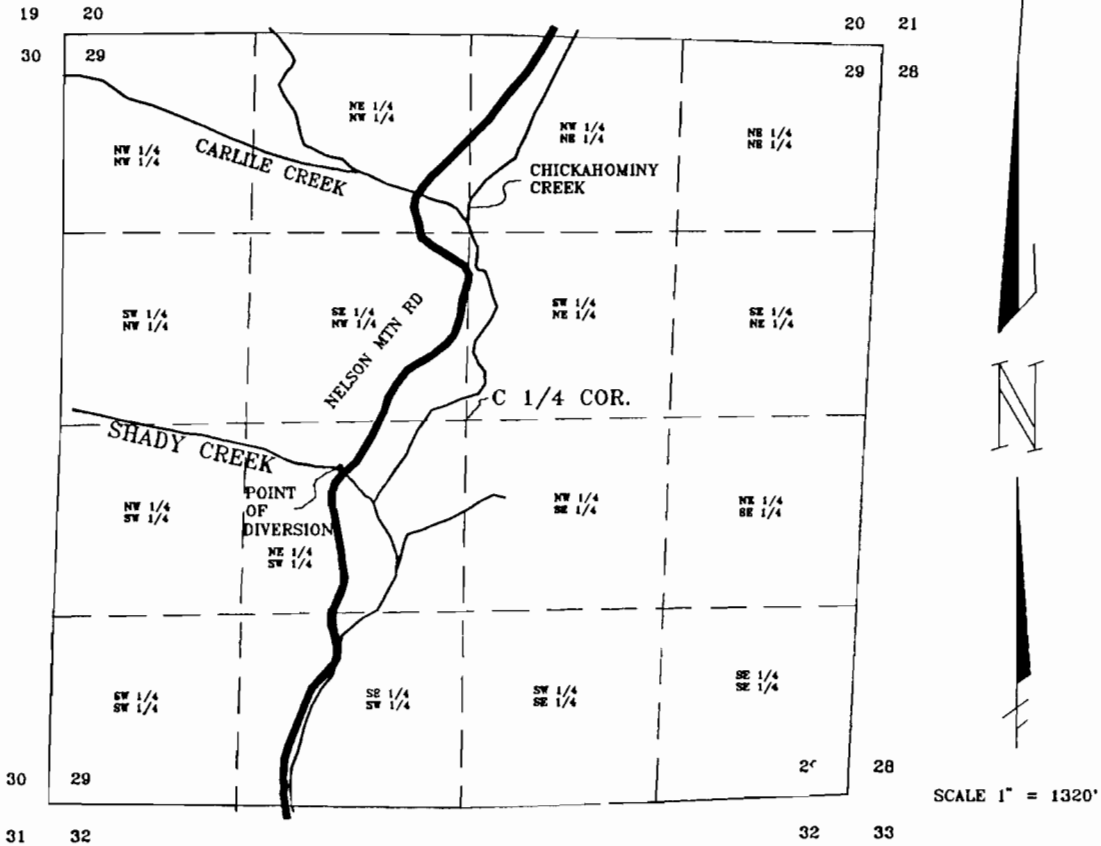 19 20
20 21
30 29
29 28
NE 1/4
NW 1/4
NW 1/4
NE 1/4
NE 1/4
NE 1/4
NW 1/4
NW 1/4
CARLILE CREEK
CHICKAHOMINY
CREEK
SW 1/4
NW 1/4
SE 1/4
NW 1/4
NELSON MTN RD
SW 1/4
NE 1/4
SE 1/4
NE 1/4
N
C 1/4 COR.
SHADY CREEK
POINT
OF
DIVERSION
NW 1/4
SW 1/4
NE 1/4
SW 1/4
NW 1/4
SE 1/4
NE 1/4
SE 1/4
SW 1/4
SW 1/4
SE 1/4
SW 1/4
SW 1/4
SE 1/4
SE 1/4
SE 1/4
30 29
28
SCALE 1" = 1320'
31 32
32 33